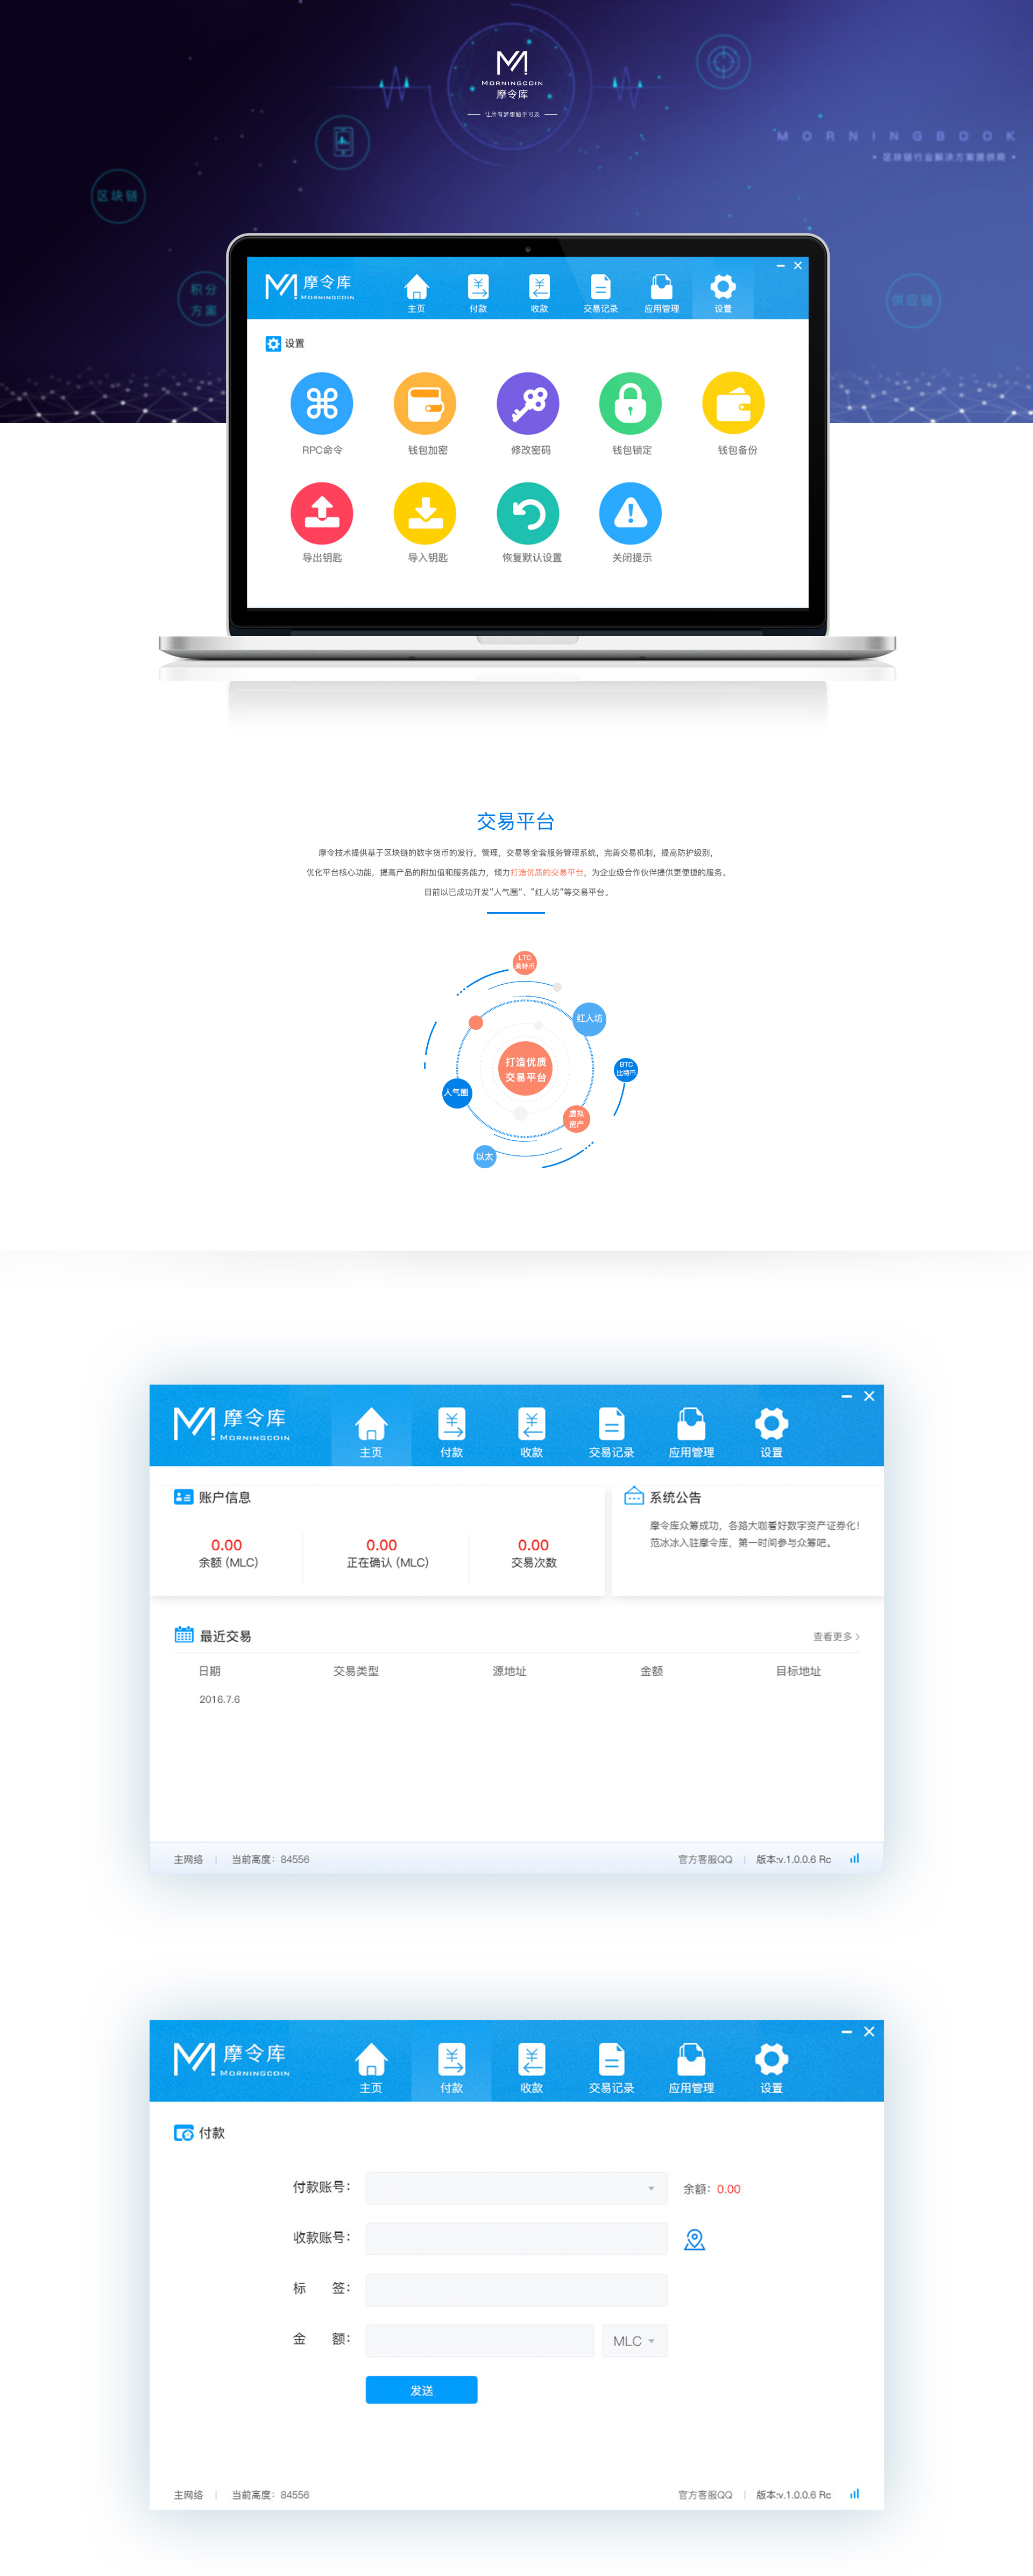 MORNINGCOIN
摩令库
让所有梦想触手可及
MORNINGBOOK
• 区块链行业解决方案提供商 •
区块链
积分
方案
供应链
摩令库
MORNINGCOIN
主页
付款
收款
交易记录
应用管理
设置
设置
RPC命令
钱包加密
修改密码
钱包锁定
钱包备份
导出钥匙
导入钥匙
恢复默认设置
关闭提示
交易平台
摩令技术提供基于区块链的数字货币的发行，管理，交易等全套服务管理系统，完善交易机制，提高防护级别，
优化平台核心功能，提高产品的附加值和服务能力，倾力打造优质的交易平台，为企业级合作伙伴提供更便捷的服务。
目前以已成功开发"人气圈"、"红人坊"等交易平台。
LTC
莱特币
红人坊
BTC
比特币
打造优质
交易平台
人气圈
虚拟
资产
以太
摩令库
MORNINGCOIN
主页
付款
收款
交易记录
应用管理
设置
账户信息
0.00
余额 (MLC)
0.00
正在确认 (MLC)
0.00
交易次数
系统公告
摩令库众筹成功，各路大咖看好数字资产证券化！
范冰冰入驻摩令库，第一时间参与众筹吧。
最近交易
查看更多 >
日期
交易类型
源地址
金额
目标地址
2016.7.6
主网络 | 当前高度：84556
官方客服QQ | 版本:v.1.0.0.6 Rc
摩令库
MORNINGCOIN
主页
付款
收款
交易记录
应用管理
设置
付款
付款账号：
余额：0.00
收款账号：
标 签：
金 额：
MLC
发送
主网络 | 当前高度：84556
官方客服QQ | 版本:v.1.0.0.6 Rc